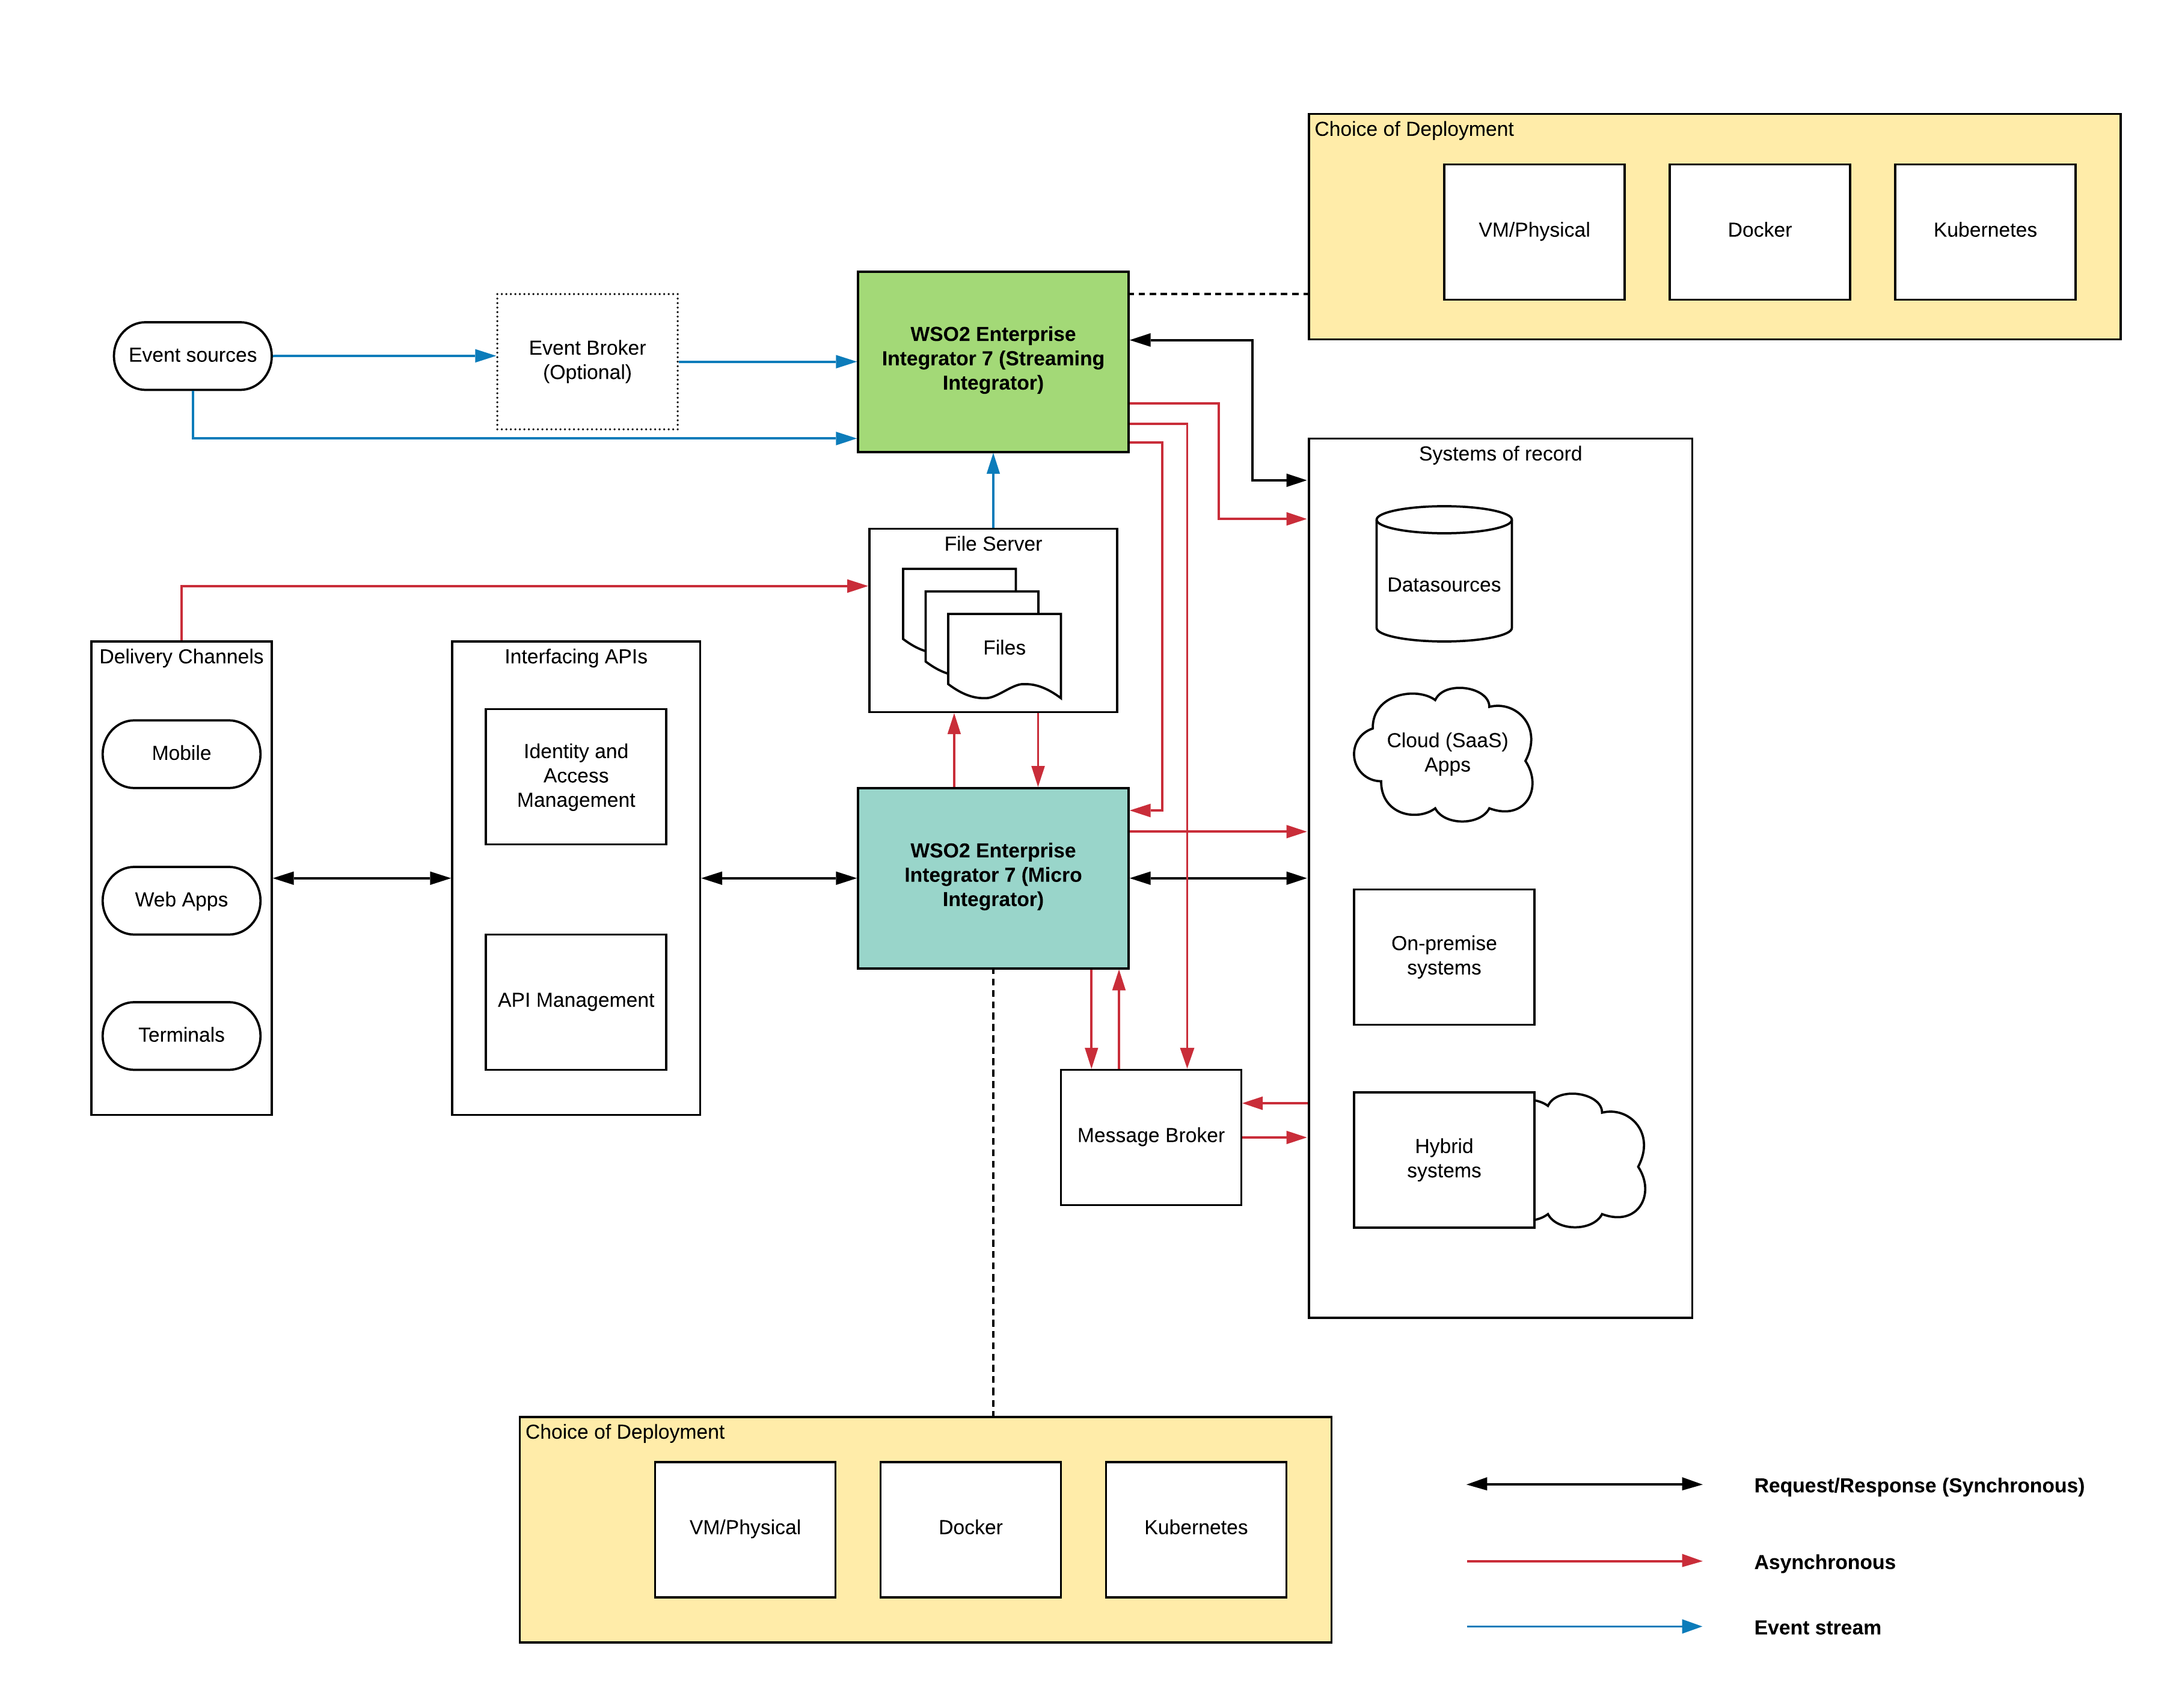 Choice of Deployment
VM/Physical
Docker
Kubernetes
Event sources
Event Broker
(Optional)
WSO2 Enterprise
Integrator 7 (Streaming
Integrator)
Systems of record
Datasources
Cloud (SaaS)
Apps
On-premise
systems
Hybrid
systems
File Server
Files
Delivery Channels
Mobile
Web Apps
Terminals
Interfacing APIs
Identity and
Access
Management
API Management
WSO2 Enterprise
Integrator 7 (Micro
Integrator)
Message Broker
Choice of Deployment
VM/Physical
Docker
Kubernetes
Request/Response (Synchronous)
Asynchronous
Event stream